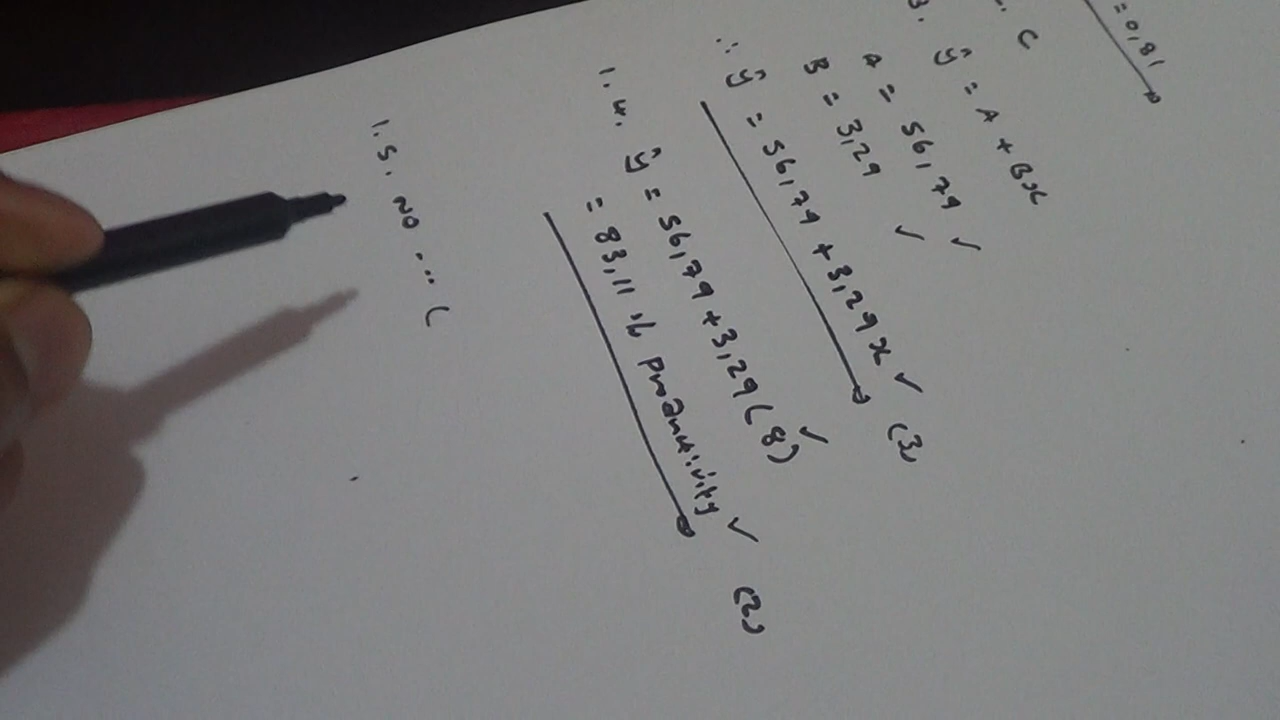 = 0,81
. C
3. ŷ = A + Bx
A = 56,79 ✓
B = 3,29 ✓
∴ ŷ = 56,79 + 3,29x ✓ (3)
1.4. ŷ = 56,79 + 3,29(8) ✓
= 83,11 % productivity ✓ (2)
1.5. NO ... (